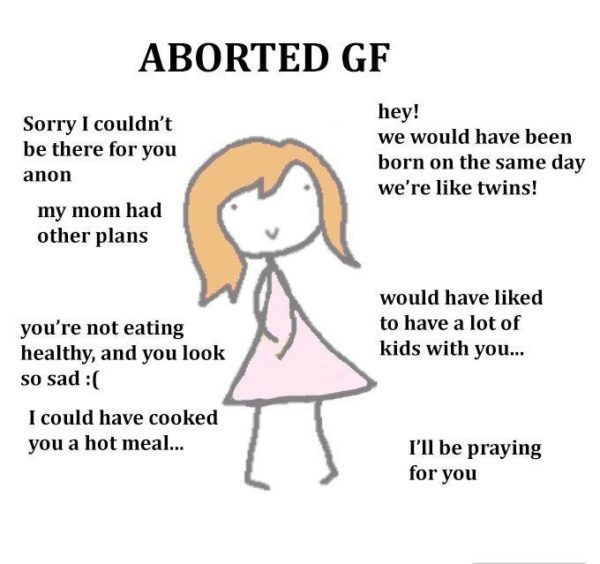 ABORTED GF
Sorry I couldn't
be there for you
anon
my mom had
other plans
hey!
we would have been
born on the same day
we're like twins!
you're not eating
healthy, and you look
so sad :(
I could have cooked
you a hot meal...
would have liked
to have a lot of
kids with you...
I'll be praying
for you